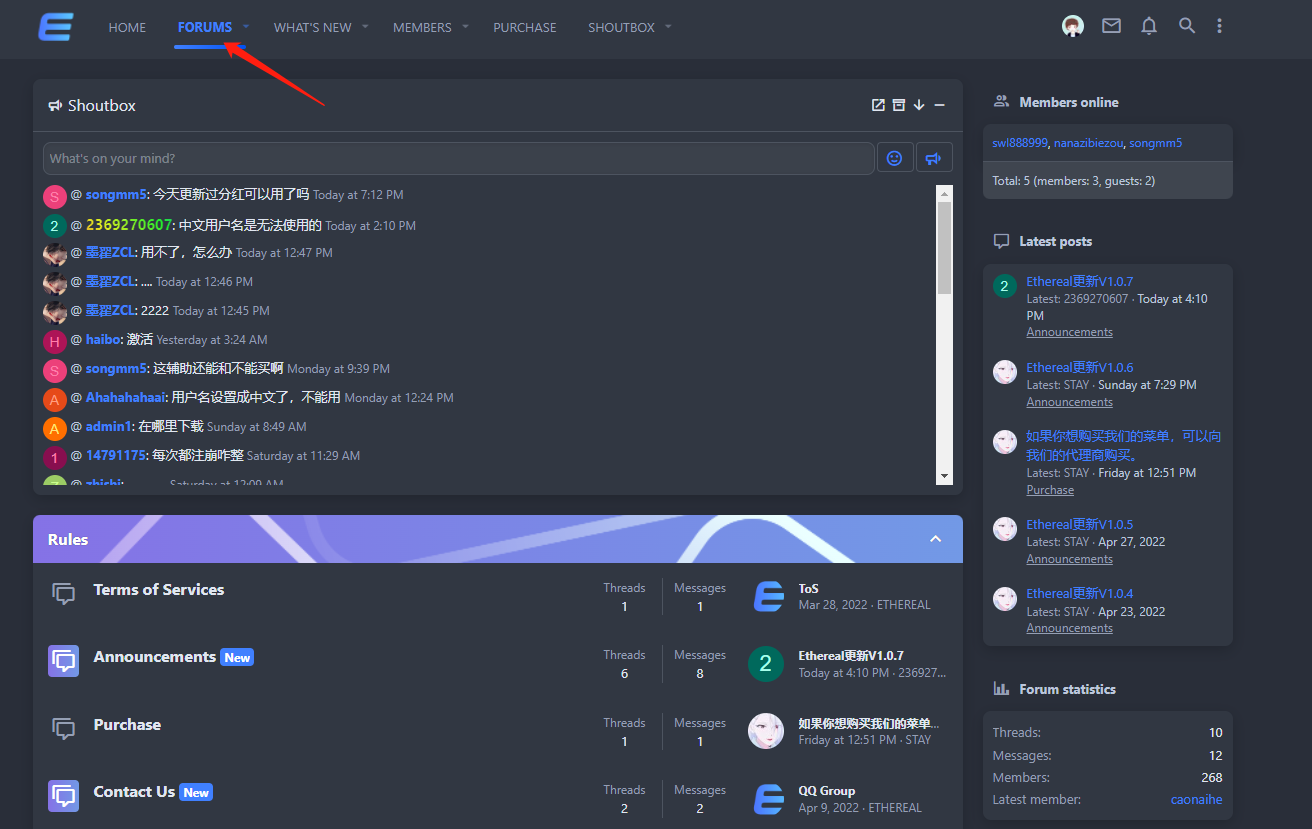 HOME FORUMS WHAT'S NEW MEMBERS PURCHASE SHOUTBOX
Shoutbox
What's on your mind?
S @ songmm5: 今天更新过分红可以用了吗 Today at 7:12 PM
2 @ 2369270607: 中文用户名是无法使用的 Today at 2:10 PM
@ 墨翟ZCL: 用不了，怎么办 Today at 12:47 PM
@ 墨翟ZCL: .... Today at 12:46 PM
@ 墨翟ZCL: 2222 Today at 12:45 PM
H @ haibo: 激活 Yesterday at 3:24 AM
S @ songmm5: 这辅助还能和不能买啊 Monday at 9:39 PM
A @ Ahahahahaai: 用户名设置成中文了，不能用 Monday at 12:24 PM
A @ admin1: 在哪里下载 Sunday at 8:49 AM
1 @ 14791175: 每次都注崩咋整 Saturday at 11:29 AM
Rules
Terms of Services
Threads
1
Messages
1
ToS
Mar 28, 2022 · ETHEREAL
Announcements New
Threads
6
Messages
8
2
Ethereal更新V1.0.7
Today at 4:10 PM · 236927...
Purchase
Threads
1
Messages
1
如果你想购买我们的菜单...
Friday at 12:51 PM · STAY
Contact Us New
Threads
2
Messages
2
QQ Group
Apr 9, 2022 · ETHEREAL
Members online
swl888999, nanazibiezou, songmm5
Total: 5 (members: 3, guests: 2)
Latest posts
2
Ethereal更新V1.0.7
Latest: 2369270607 · Today at 4:10
PM
Announcements
Ethereal更新V1.0.6
Latest: STAY · Sunday at 7:29 PM
Announcements
如果你想购买我们的菜单，可以向
我们的代理商购买。
Latest: STAY · Friday at 12:51 PM
Purchase
Ethereal更新V1.0.5
Latest: STAY · Apr 27, 2022
Announcements
Ethereal更新V1.0.4
Latest: STAY · Apr 23, 2022
Announcements
Forum statistics
Threads: 10
Messages: 12
Members: 268
Latest member: caonaihe